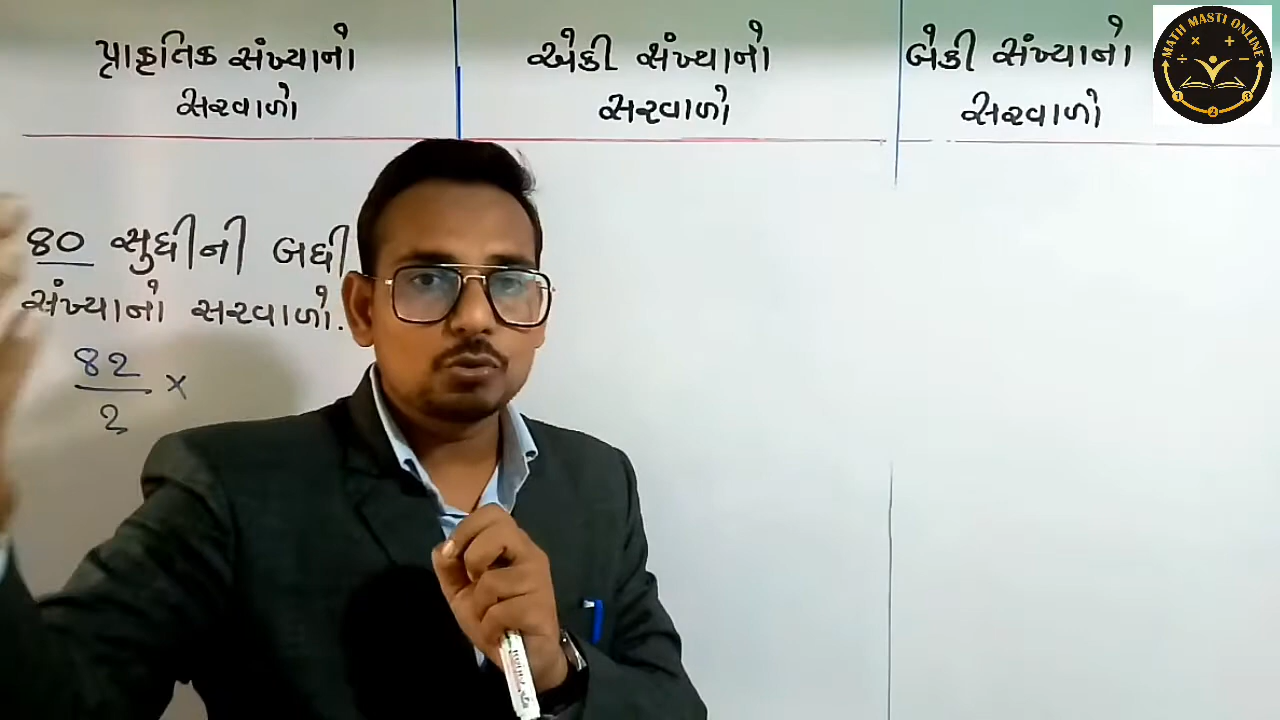 પ્રાકૃતિક સંખ્યાનો
સરવાળો
એકી સંખ્યાનો
સરવાળો
બેકી સંખ્યાનો
સરવાળો
80 સુધીની બધી
સંખ્યાનો સરવાળો.
82
2
×
MATH MASTI ONLINE